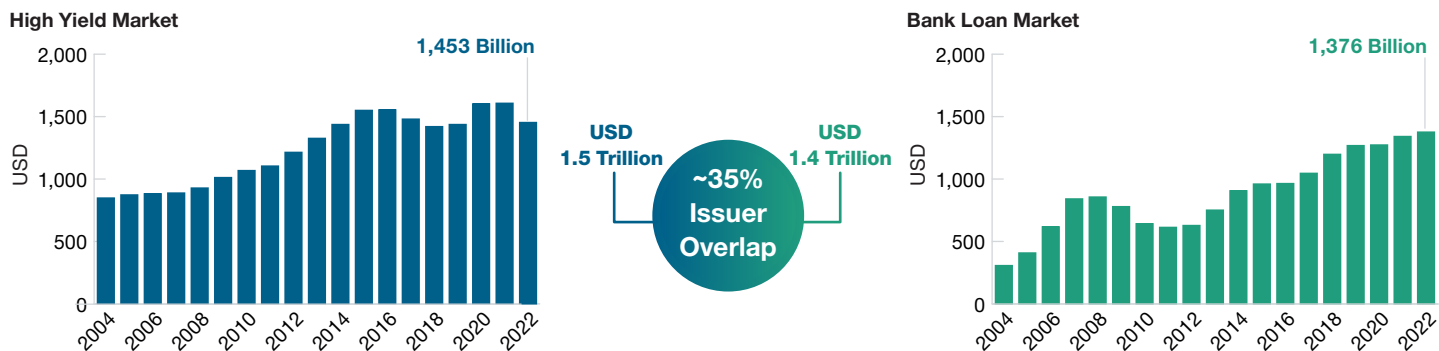 High Yield Market
1,453 Billion
2,000
1,500
1,000
500
0
USD
2004
2006
2008
2010
2012
2014
2016
2018
2020
2022
USD
1.5 Trillion
~35%
Issuer
Overlap
USD
1.4 Trillion
Bank Loan Market
1,376 Billion
2,000
1,500
1,000
500
0
USD
2004
2006
2008
2010
2012
2014
2016
2018
2020
2022